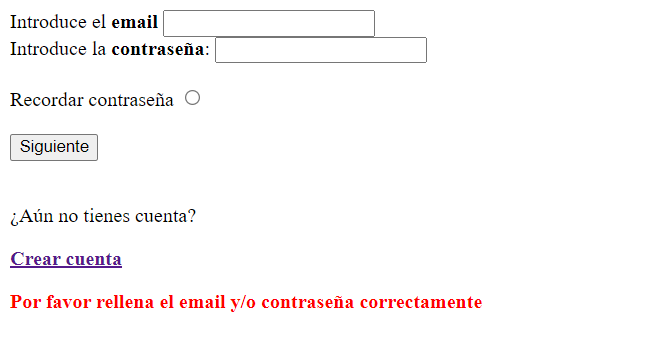 Introduce el email
Introduce la contraseña:
Recordar contraseña
Siguiente
¿Aún no tienes cuenta?
Crear cuenta
Por favor rellena el email y/o contraseña correctamente